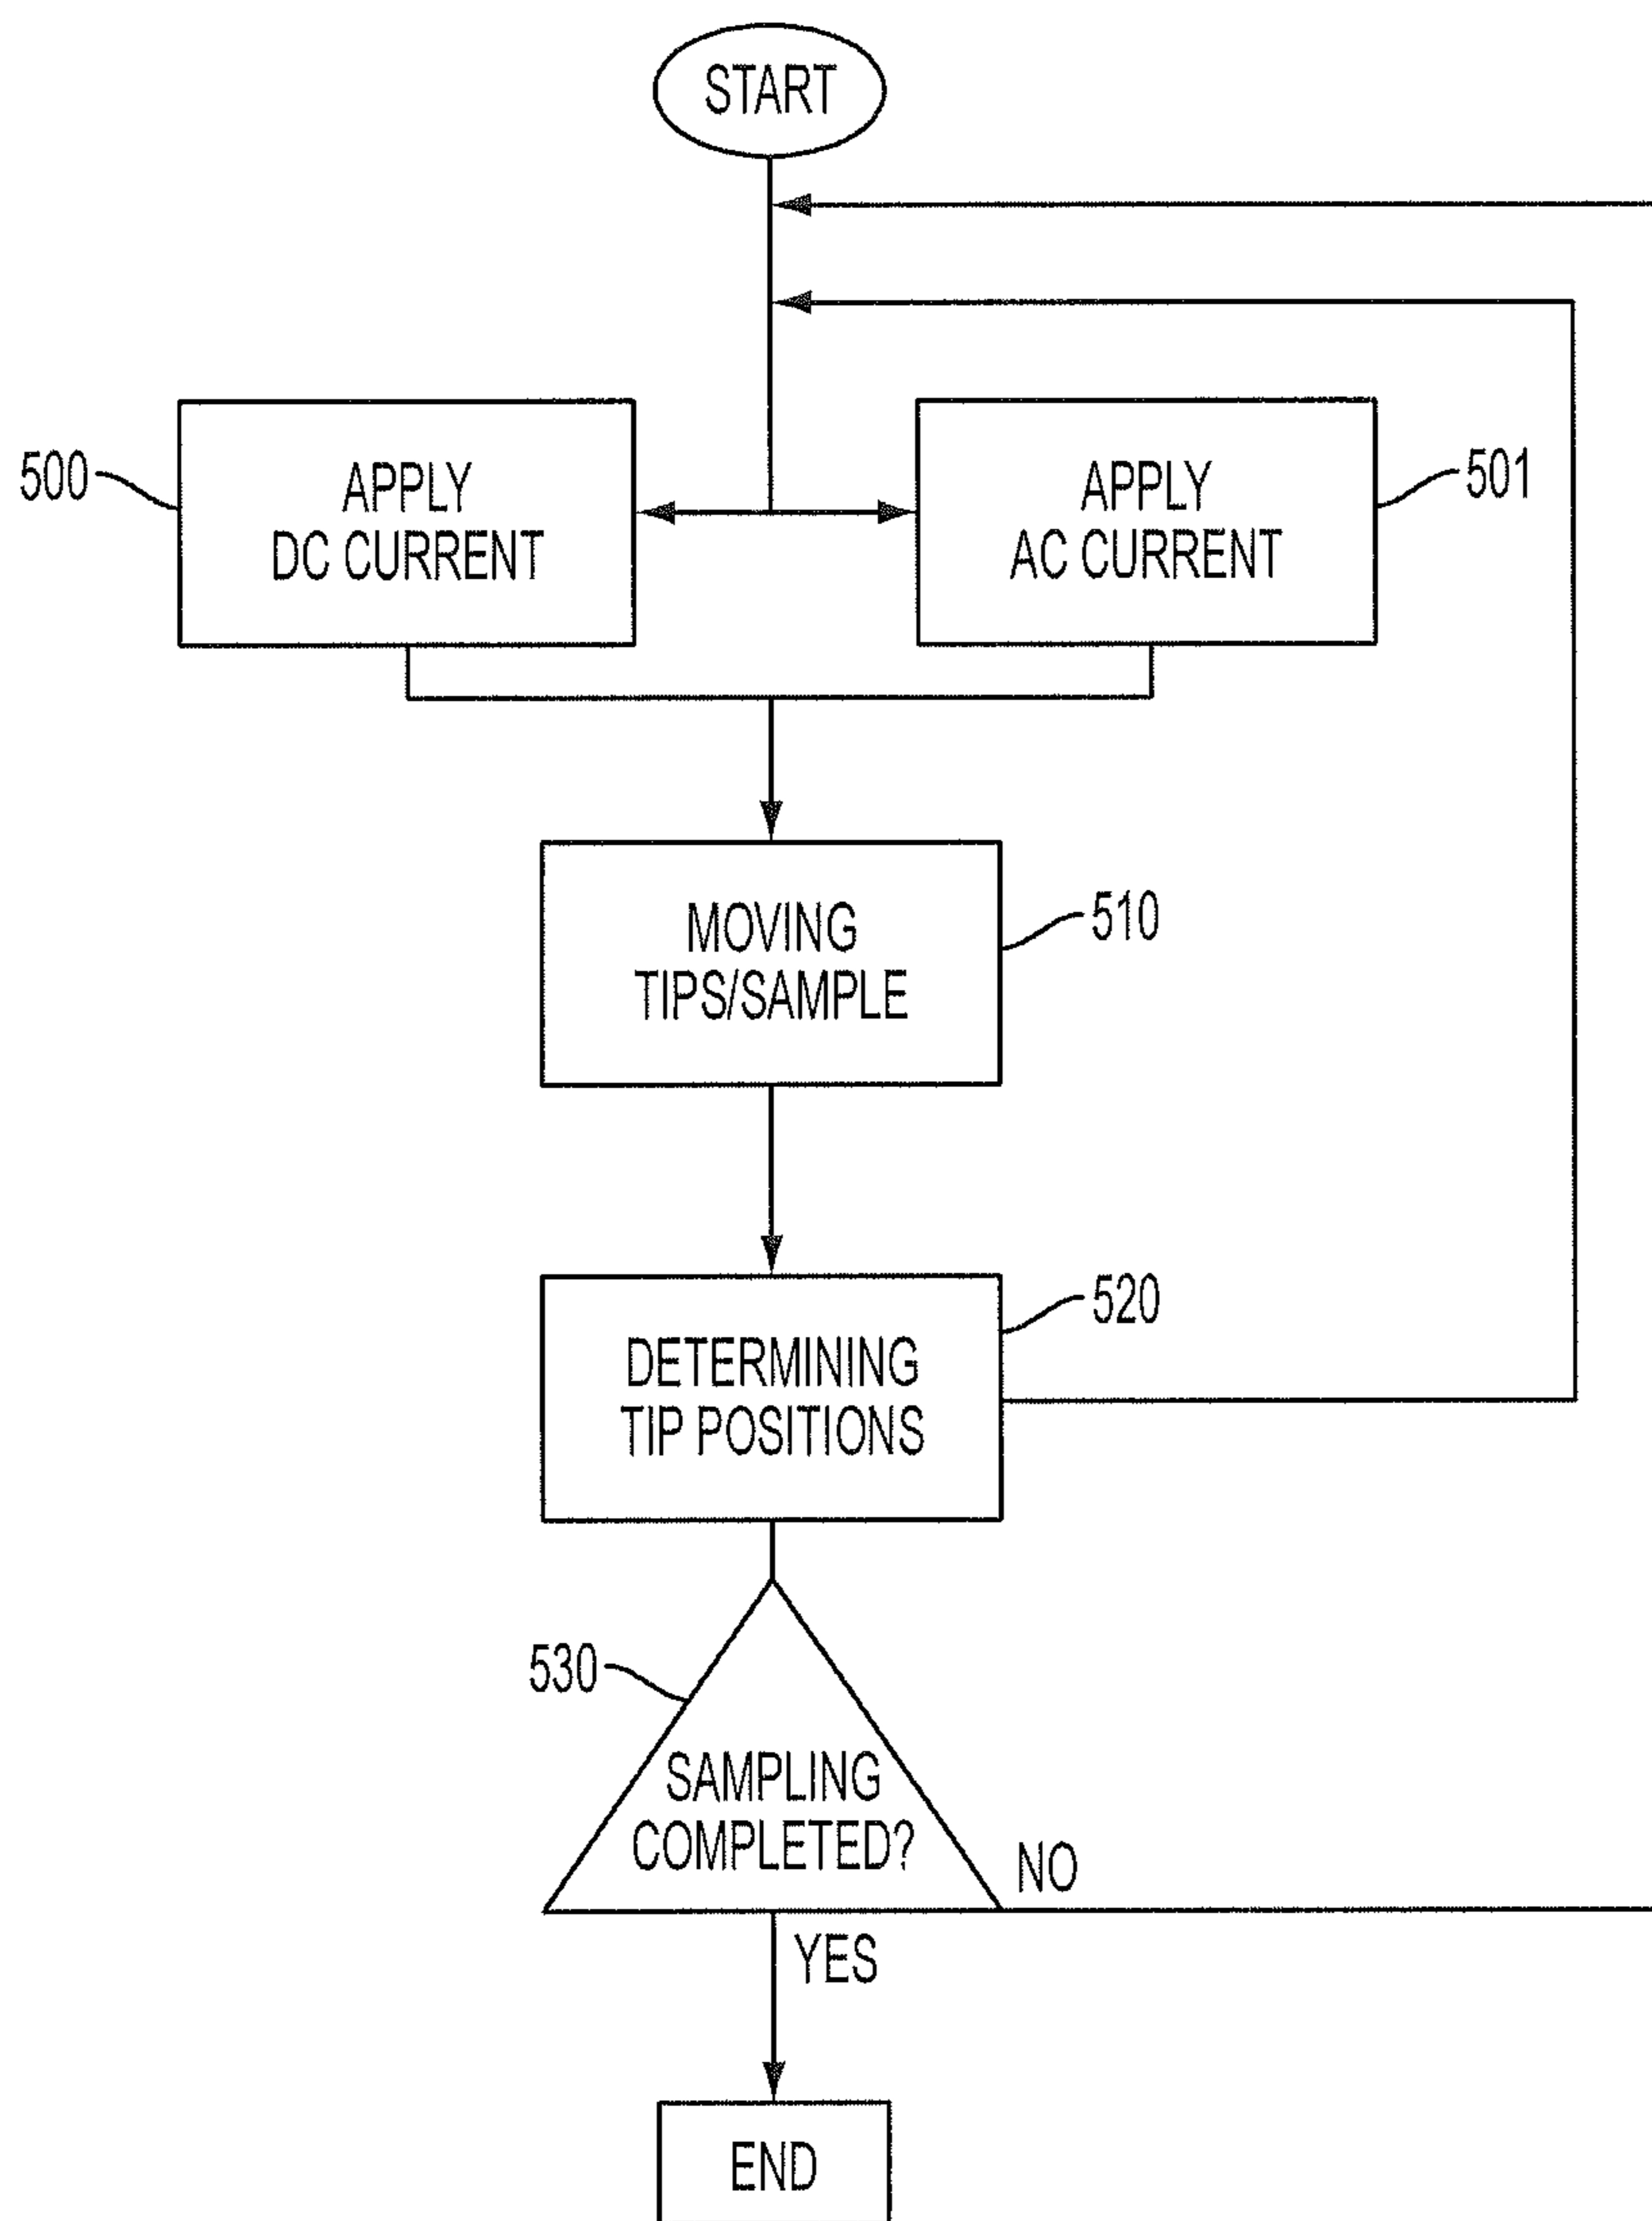 START
500
APPLY
DC CURRENT
APPLY
AC CURRENT
501
MOVING
TIPS/SAMPLE
510
DETERMINING
TIP POSITIONS
520
530
SAMPLING
COMPLETED?
NO
YES
END